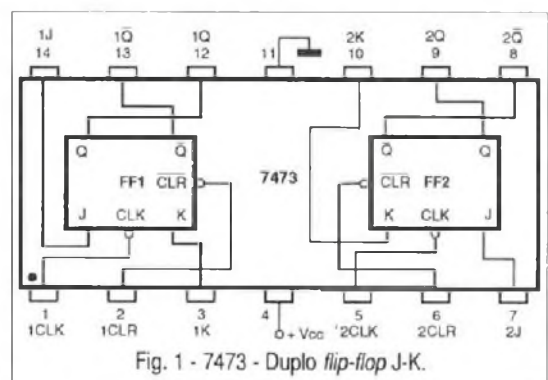 1J 1Q̅ 1Q 2K 2Q 2Q̅
14 13 12 11 10 9 8
Q Q̅ Q̅ Q
FF1 C̅L̅R̅ 7473 C̅L̅R̅ FF2
J CLK K K CLK J
1 2 3 4 5 6 7
1CLK 1CLR 1K + Vcc 2CLK 2CLR 2J
Fig. 1 - 7473 - Duplo flip-flop J-K.